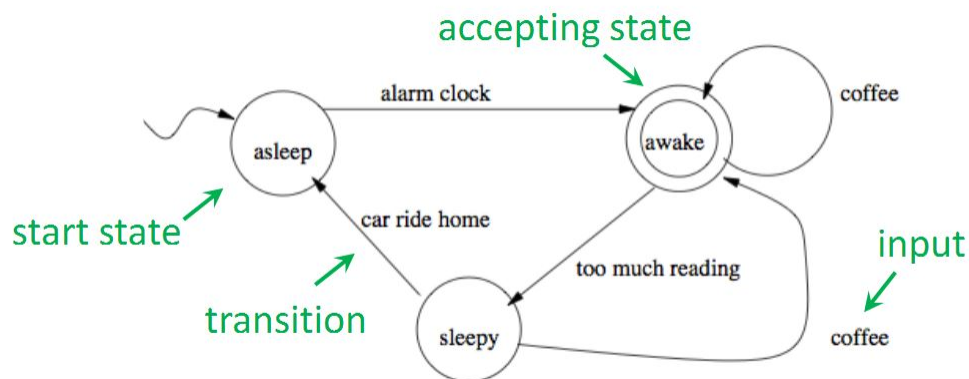 accepting state
alarm clock
coffee
asleep
awake
start state
car ride home
input
too much reading
transition
sleepy
coffee